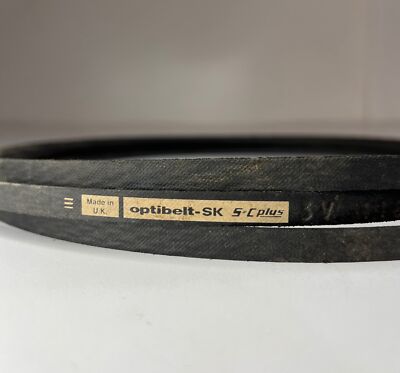 Made in
U.K.
optibelt-SK S=C plus